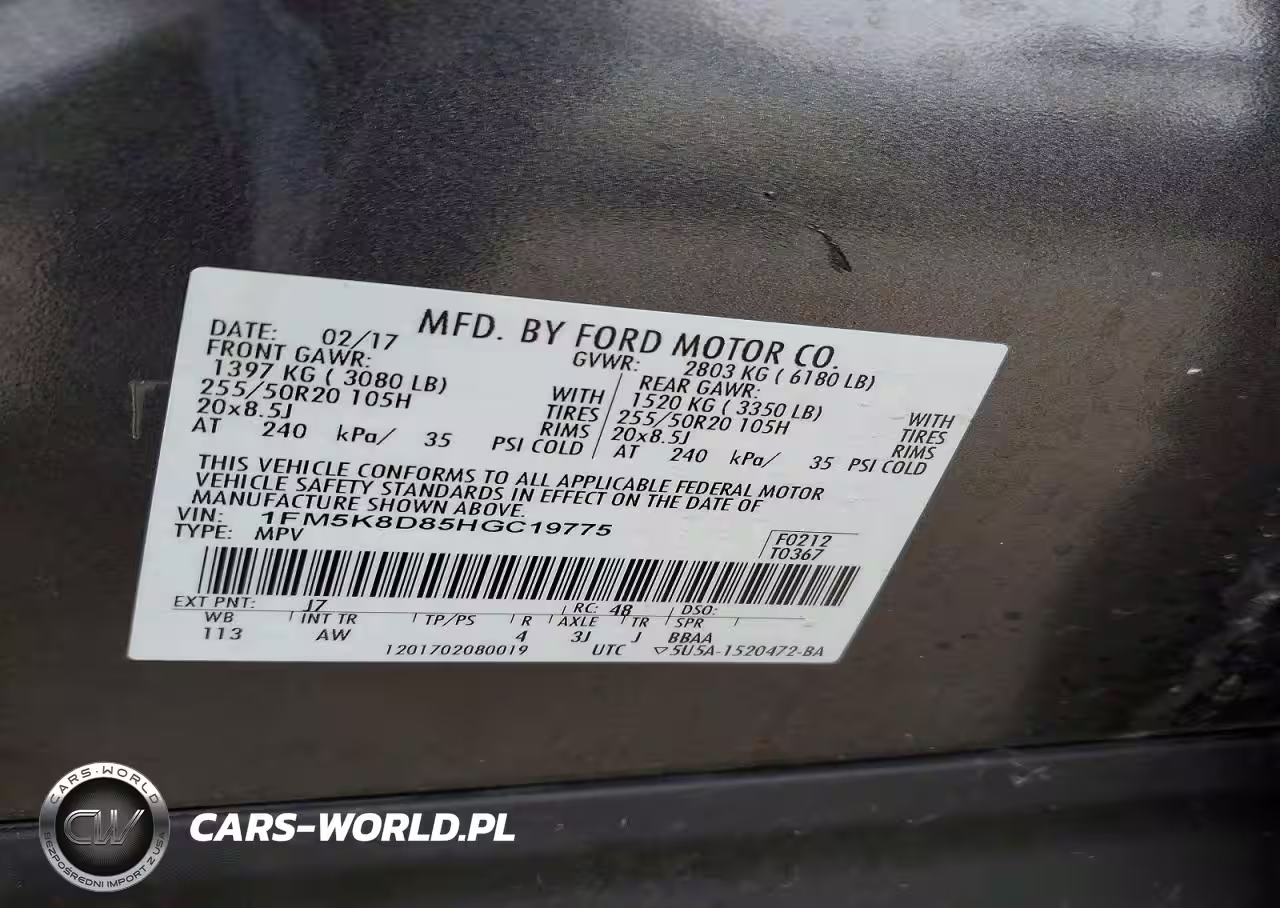 MFD. BY FORD MOTOR CO.
DATE: 02/17 GVWR: 2803 KG ( 6180 LB)
FRONT GAWR: REAR GAWR:
1397 KG ( 3080 LB) WITH 1520 KG ( 3350 LB) WITH
255/50R20 105H TIRES 255/50R20 105H TIRES
20x8.5J RIMS 20x8.5J RIMS
AT 240 kPa/ 35 PSI COLD AT 240 kPa/ 35 PSI COLD
THIS VEHICLE CONFORMS TO ALL APPLICABLE FEDERAL MOTOR
VEHICLE SAFETY STANDARDS IN EFFECT ON THE DATE OF
MANUFACTURE SHOWN ABOVE.
VIN: 1FM5K8D85HGC19775
TYPE: MPV
F0212
T0367
EXT PNT: J7 RC: 48 DSO:
WB INT TR TP/PS R AXLE TR SPR
113 AW 4 3J J BBAA
1201702080019 UTC ▽5U5A-1520472-BA
CARS-WORLD
CW
BEZPOŚREDNI IMPORT Z USA
CARS-WORLD.PL